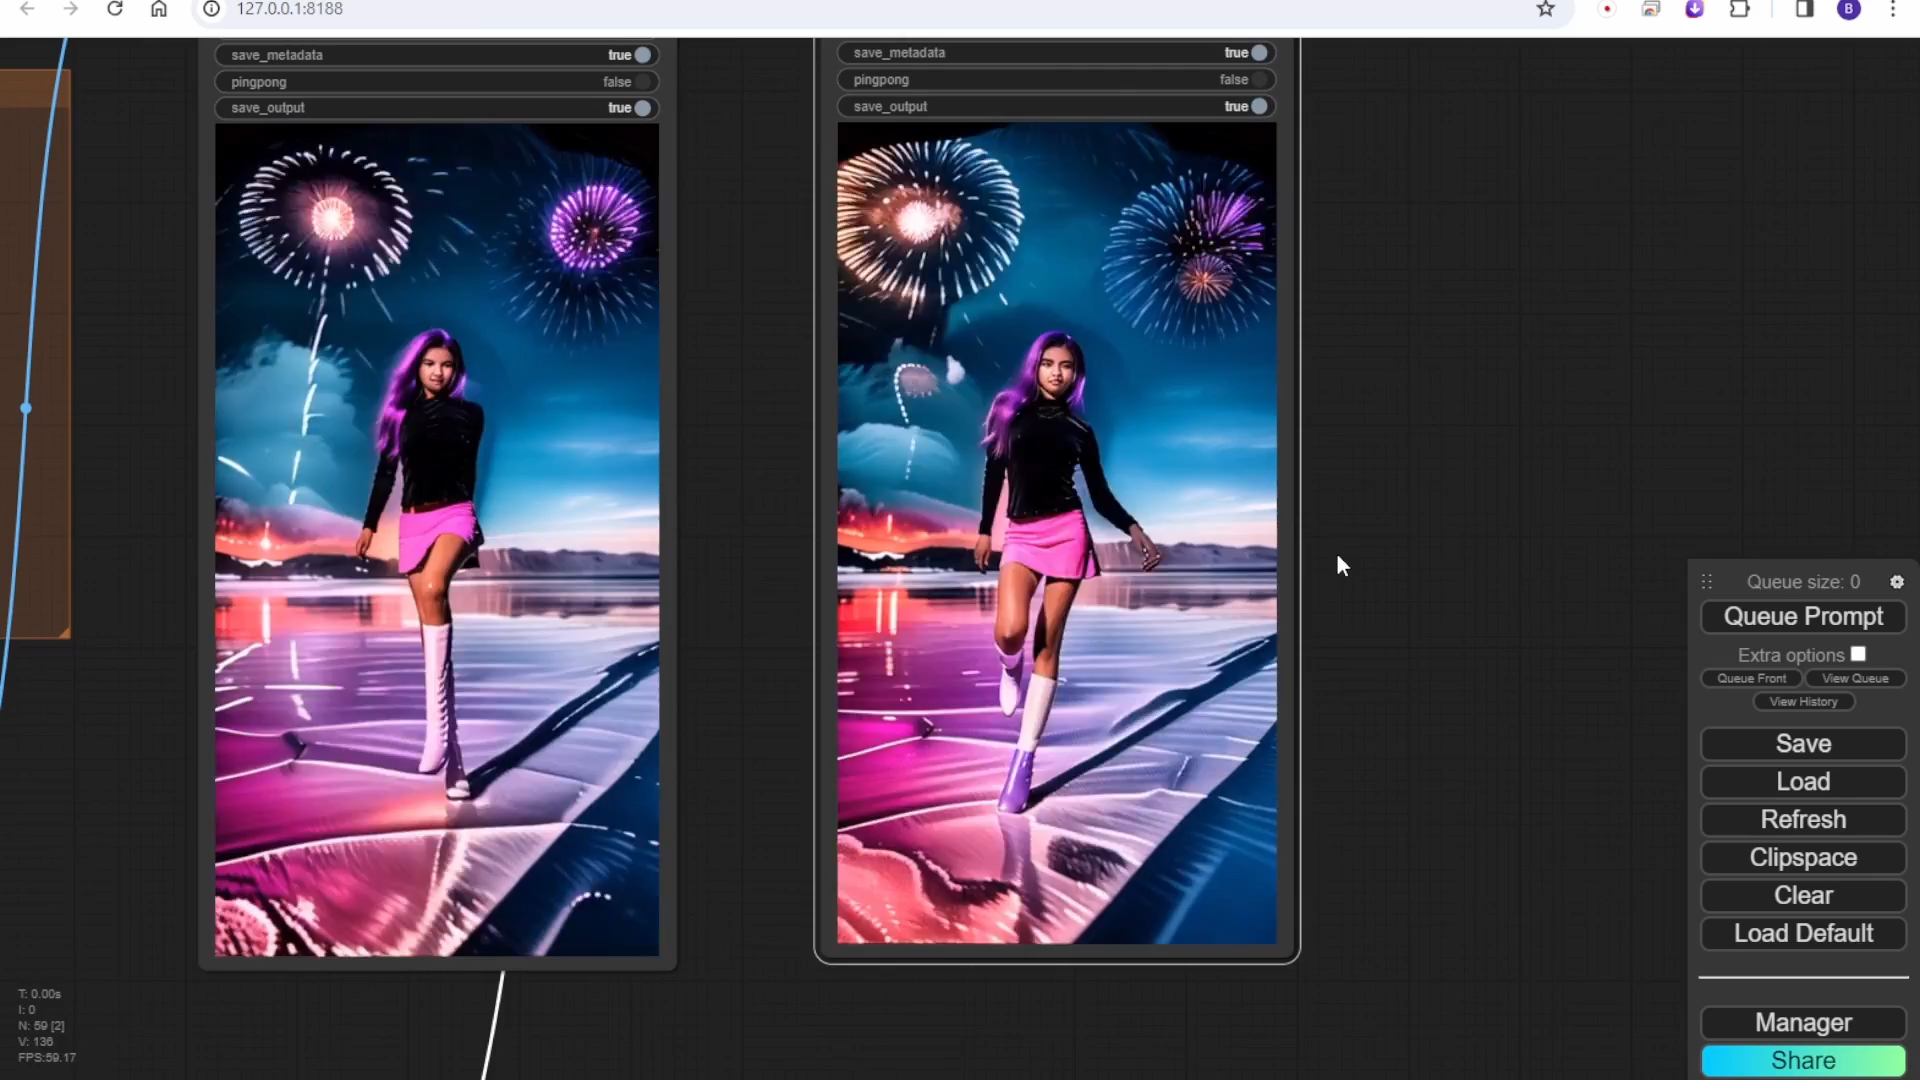 127.0.0.1:8188
B
save_metadata true
pingpong false
save_output true
save_metadata true
pingpong false
save_output true
Queue size: 0
Queue Prompt
Extra options
Queue Front View Queue
View History
Save
Load
Refresh
Clipspace
Clear
Load Default
Manager
Share
T: 0.00s
I: 0
N: 59 [2]
V: 136
FPS:59.17